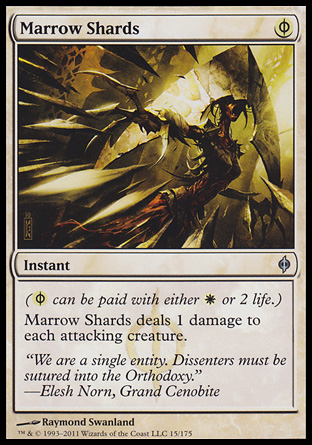 Marrow Shards
Instant
(Φ can be paid with either or 2 life.)
Marrow Shards deals 1 damage to
each attacking creature.
“We are a single entity. Dissenters must be
sutured into the Orthodoxy.”
—Elesh Norn, Grand Cenobite
Raymond Swanland
™ & © 1993–2011 Wizards of the Coast LLC 15/175